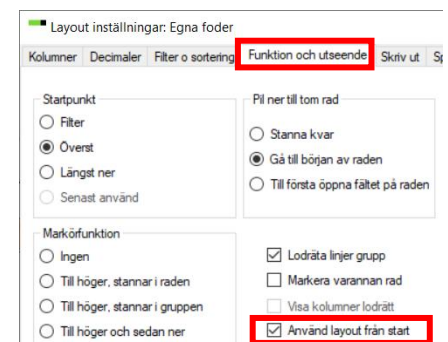 Layout inställningar: Egna foder
Kolumner Decimaler Filter o sortering Funktion och utseende Skriv ut Sp
Startpunkt
Filter
Överst
Längst ner
Senast använd
Pil ner till tom rad
Stanna kvar
Gå till början av raden
Till första öppna fältet på raden
Markörfunktion
Ingen
Till höger, stannar i raden
Till höger, stannar i gruppen
Till höger och sedan ner
Lodräta linjer grupp
Markera varannan rad
Visa kolumner lodrätt
Använd layout från start